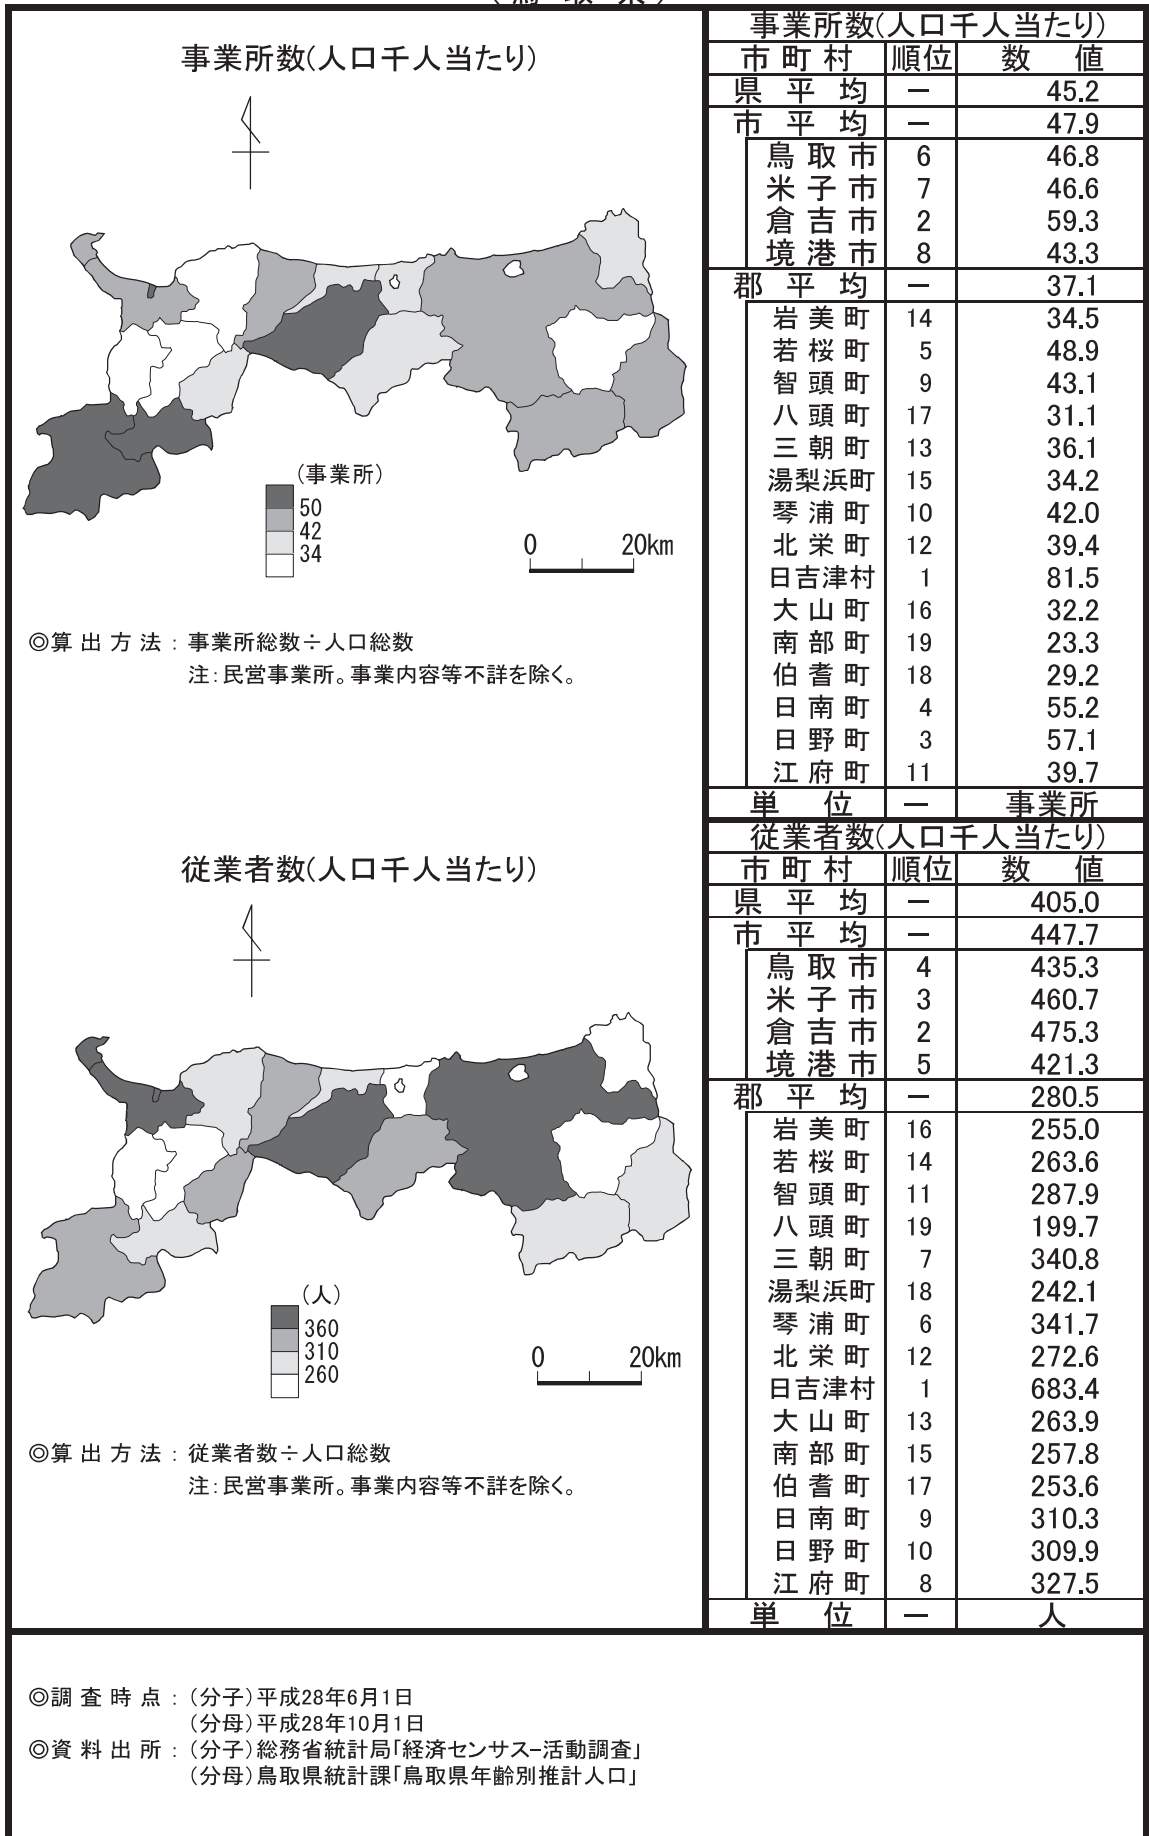 (鳥 取 県)
事業所数(人口千人当たり)
(事業所)
50
42
34
0 20km
◎算 出 方 法 : 事業所総数÷人口総数
注:民営事業所。事業内容等不詳を除く。
事業所数(人口千人当たり)
市 町 村 順位 数 値
県 平 均 － 45.2
市 平 均 － 47.9
鳥 取 市 6 46.8
米 子 市 7 46.6
倉 吉 市 2 59.3
境 港 市 8 43.3
郡 平 均 － 37.1
岩 美 町 14 34.5
若 桜 町 5 48.9
智 頭 町 9 43.1
八 頭 町 17 31.1
三 朝 町 13 36.1
湯梨浜町 15 34.2
琴 浦 町 10 42.0
北 栄 町 12 39.4
日吉津村 1 81.5
大 山 町 16 32.2
南 部 町 19 23.3
伯 耆 町 18 29.2
日 南 町 4 55.2
日 野 町 3 57.1
江 府 町 11 39.7
単 位 － 事業所
従業者数(人口千人当たり)
(人)
360
310
260
0 20km
◎算 出 方 法 : 従業者数÷人口総数
注:民営事業所。事業内容等不詳を除く。
従業者数(人口千人当たり)
市 町 村 順位 数 値
県 平 均 － 405.0
市 平 均 － 447.7
鳥 取 市 4 435.3
米 子 市 3 460.7
倉 吉 市 2 475.3
境 港 市 5 421.3
郡 平 均 － 280.5
岩 美 町 16 255.0
若 桜 町 14 263.6
智 頭 町 11 287.9
八 頭 町 19 199.7
三 朝 町 7 340.8
湯梨浜町 18 242.1
琴 浦 町 6 341.7
北 栄 町 12 272.6
日吉津村 1 683.4
大 山 町 13 263.9
南 部 町 15 257.8
伯 耆 町 17 253.6
日 南 町 9 310.3
日 野 町 10 309.9
江 府 町 8 327.5
単 位 － 人
◎調 査 時 点 : (分子)平成28年6月1日
(分母)平成28年10月1日
◎資 料 出 所 : (分子)総務省統計局「経済センサス-活動調査」
(分母)鳥取県統計課「鳥取県年齢別推計人口」